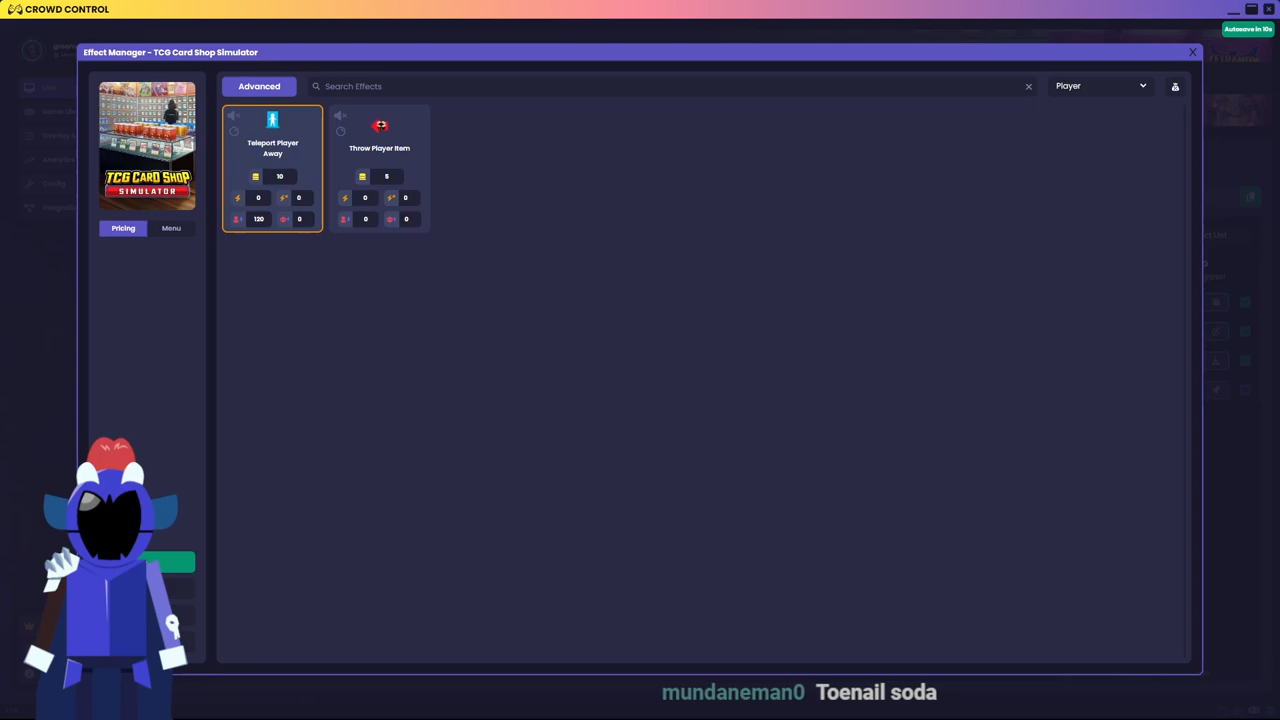 CROWD CONTROL
Autosave in 10s
Effect Manager - TCG Card Shop Simulator
TCG CARD SHOP
SIMULATOR
Pricing
Menu
Advanced
Search Effects
Player
Teleport Player
Away
10
0
0
120
0
Throw Player Item
5
0
0
0
0
mundaneman0 Toenail soda